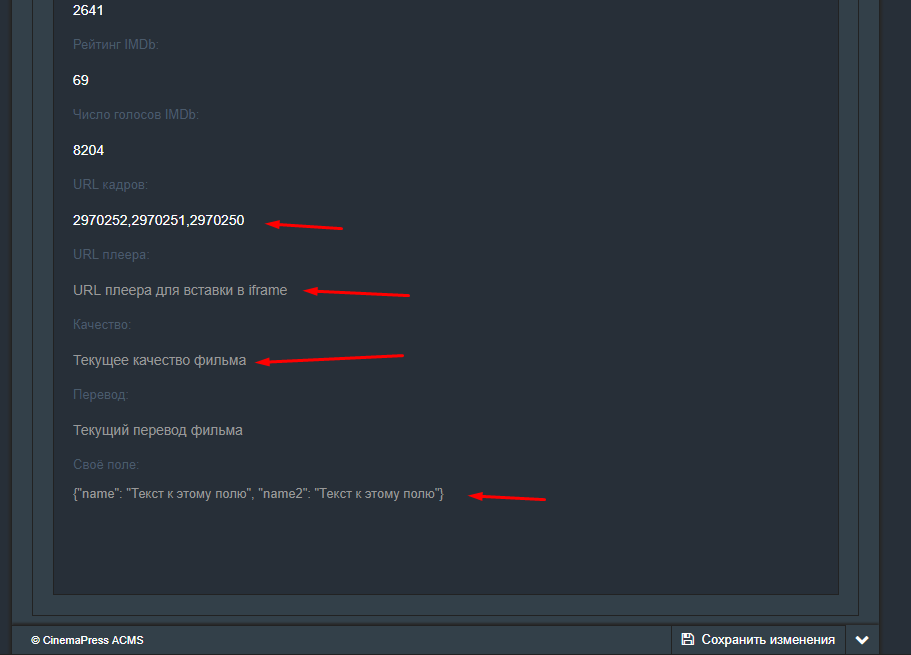 2641
Рейтинг IMDb:
69
Число голосов IMDb:
8204
URL кадров:
2970252,2970251,2970250
URL плеера:
URL плеера для вставки в iframe
Качество:
Текущее качество фильма
Перевод:
Текущий перевод фильма
Своё поле:
{"name": "Текст к этому полю", "name2": "Текст к этому полю"}
© CinemaPress ACMS
Сохранить изменения